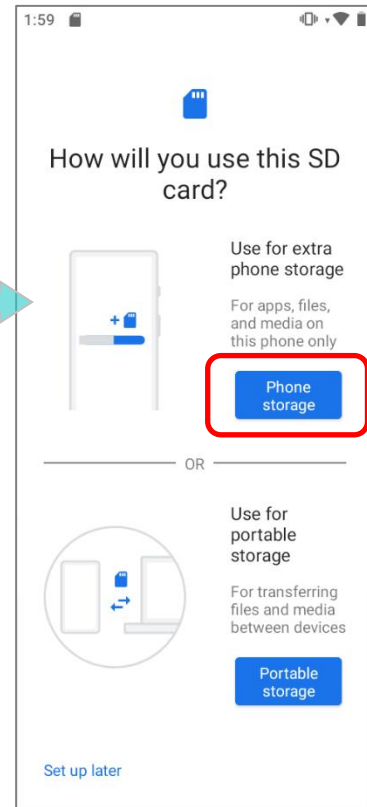 1:59
How will you use this SD
card?
Use for extra
phone storage
For apps, files,
and media on
this phone only
Phone
storage
OR
Use for
portable
storage
For transferring
files and media
between devices
Portable
storage
Set up later